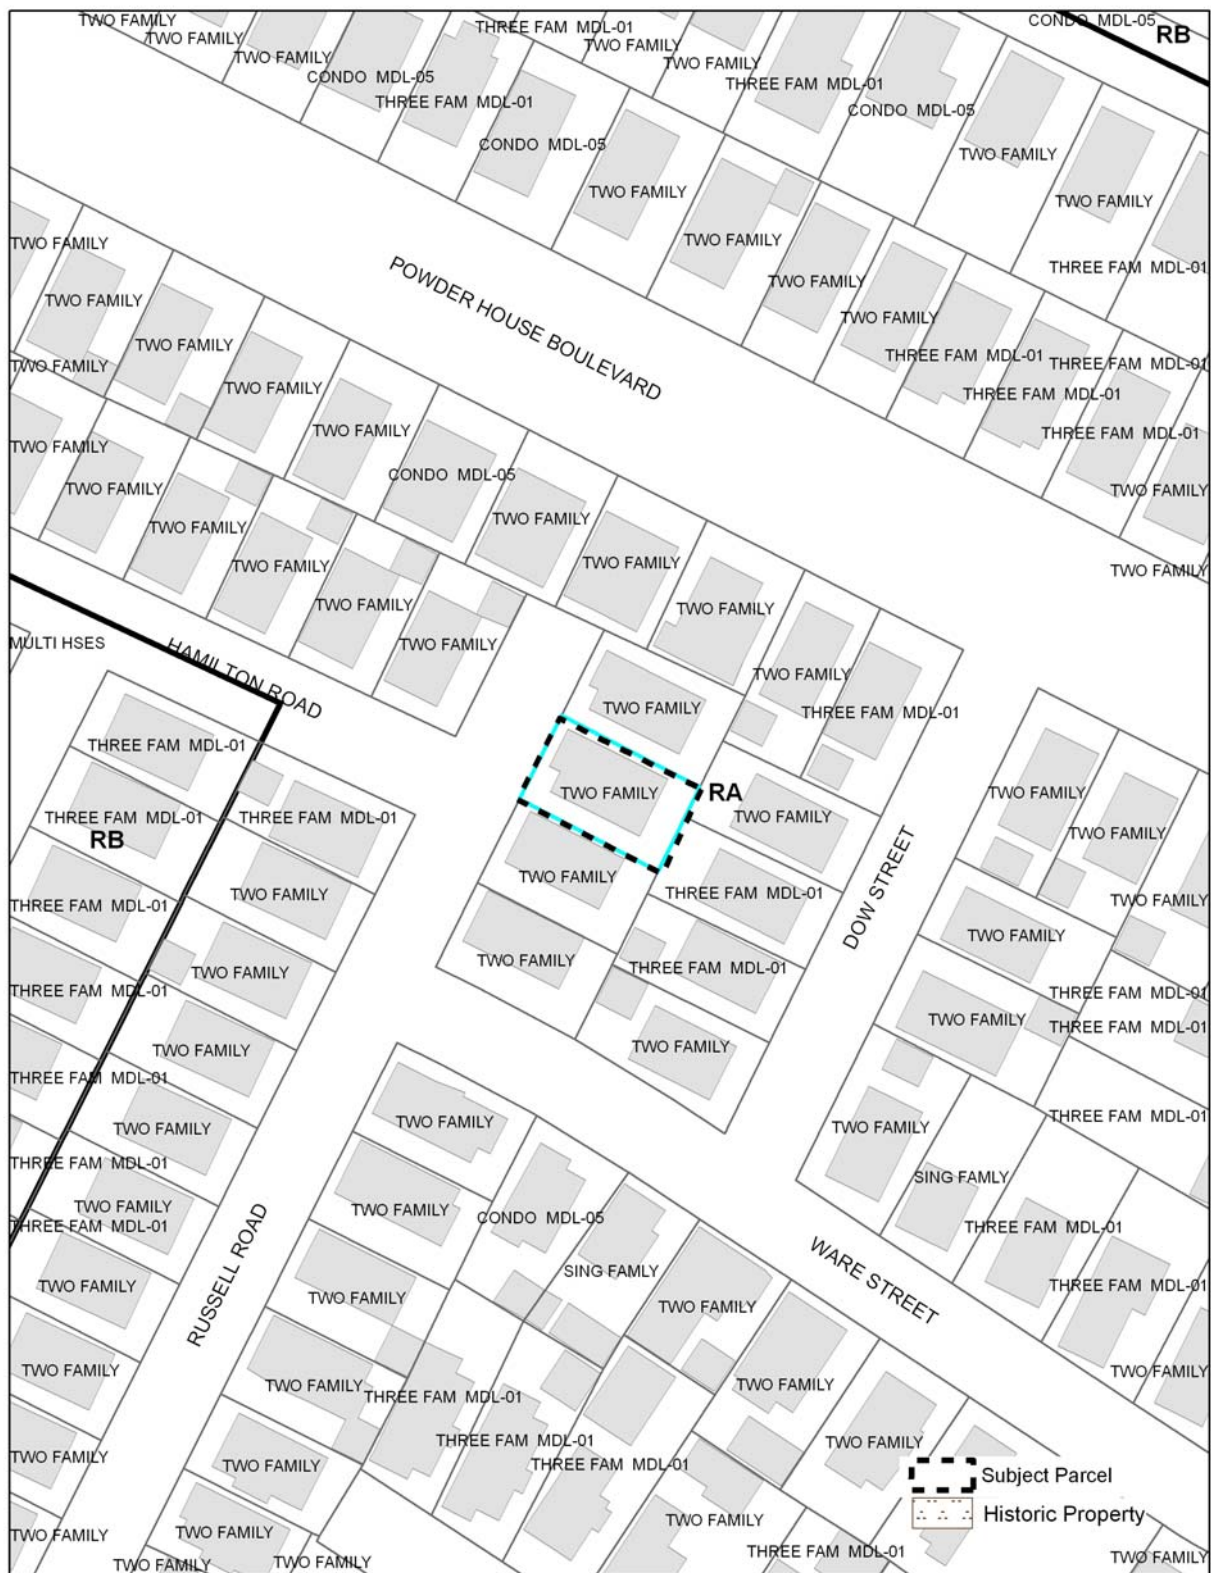 TWO FAMILY
CONDO MDL-05
RB
TWO FAMILY
THREE FAM MDL-01
TWO FAMILY
TWO FAMILY
TWO FAMILY
CONDO MDL-05
THREE FAM MDL-01
THREE FAM MDL-01
CONDO MDL-05
CONDO MDL-05
TWO FAMILY
TWO FAMILY
TWO FAMILY
TWO FAMILY
TWO FAMILY
TWO FAMILY
THREE FAM MDL-01
TWO FAMILY
POWDER HOUSE BOULEVARD
TWO FAMILY
TWO FAMILY
TWO FAMILY
THREE FAM MDL-01
THREE FAM MDL-01
TWO FAMILY
TWO FAMILY
THREE FAM MDL-01
TWO FAMILY
THREE FAM MDL-01
TWO FAMILY
CONDO MDL-05
TWO FAMILY
TWO FAMILY
TWO FAMILY
TWO FAMILY
TWO FAMILY
TWO FAMILY
TWO FAMILY
TWO FAMILY
TWO FAMILY
TWO FAMILY
MULTI HSES
TWO FAMILY
HAMILTON ROAD
TWO FAMILY
TWO FAMILY
THREE FAM MDL-01
THREE FAM MDL-01
TWO FAMILY
RA
TWO FAMILY
THREE FAM MDL-01
THREE FAM MDL-01
TWO FAMILY
TWO FAMILY
RB
TWO FAMILY
TWO FAMILY
THREE FAM MDL-01
DOW STREET
TWO FAMILY
THREE FAM MDL-01
TWO FAMILY
TWO FAMILY
TWO FAMILY
THREE FAM MDL-01
THREE FAM MDL-01
THREE FAM MDL-01
TWO FAMILY
THREE FAM MDL-01
TWO FAMILY
TWO FAMILY
THREE FAM MDL-01
TWO FAMILY
TWO FAMILY
TWO FAMILY
THREE FAM MDL-01
THREE FAM MDL-01
SING FAMLY
TWO FAMILY
TWO FAMILY
CONDO MDL-05
THREE FAM MDL-01
THREE FAM MDL-01
RUSSELL ROAD
WARE STREET
SING FAMLY
TWO FAMILY
THREE FAM MDL-01
TWO FAMILY
TWO FAMILY
TWO FAMILY
TWO FAMILY
TWO FAMILY
TWO FAMILY
THREE FAM MDL-01
THREE FAM MDL-01
TWO FAMILY
TWO FAMILY
TWO FAMILY
THREE FAM MDL-01
Subject Parcel
Historic Property
TWO FAMILY
TWO FAMILY
TWO FAMILY
TWO FAMILY
TWO FAMILY
THREE FAM MDL-01
TWO FAMILY